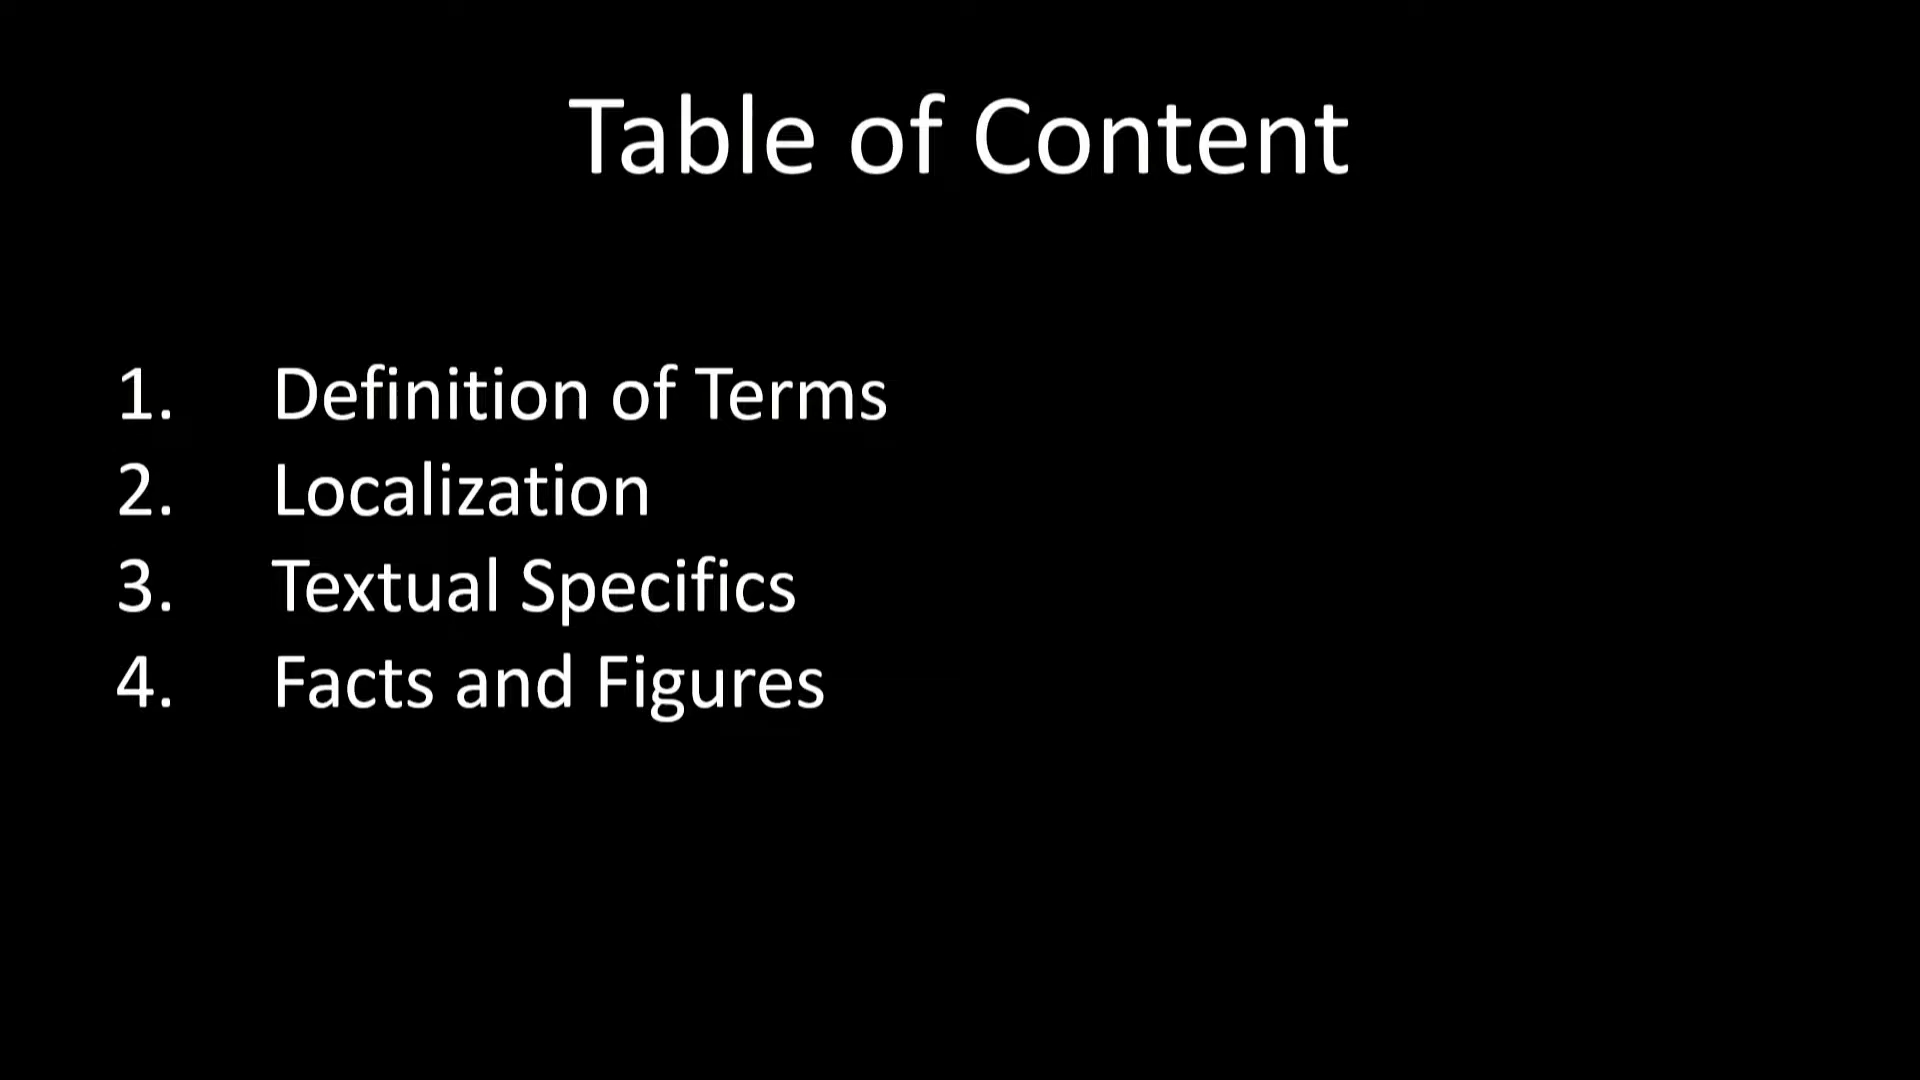 Table of Content
1. Definition of Terms
2. Localization
3. Textual Specifics
4. Facts and Figures